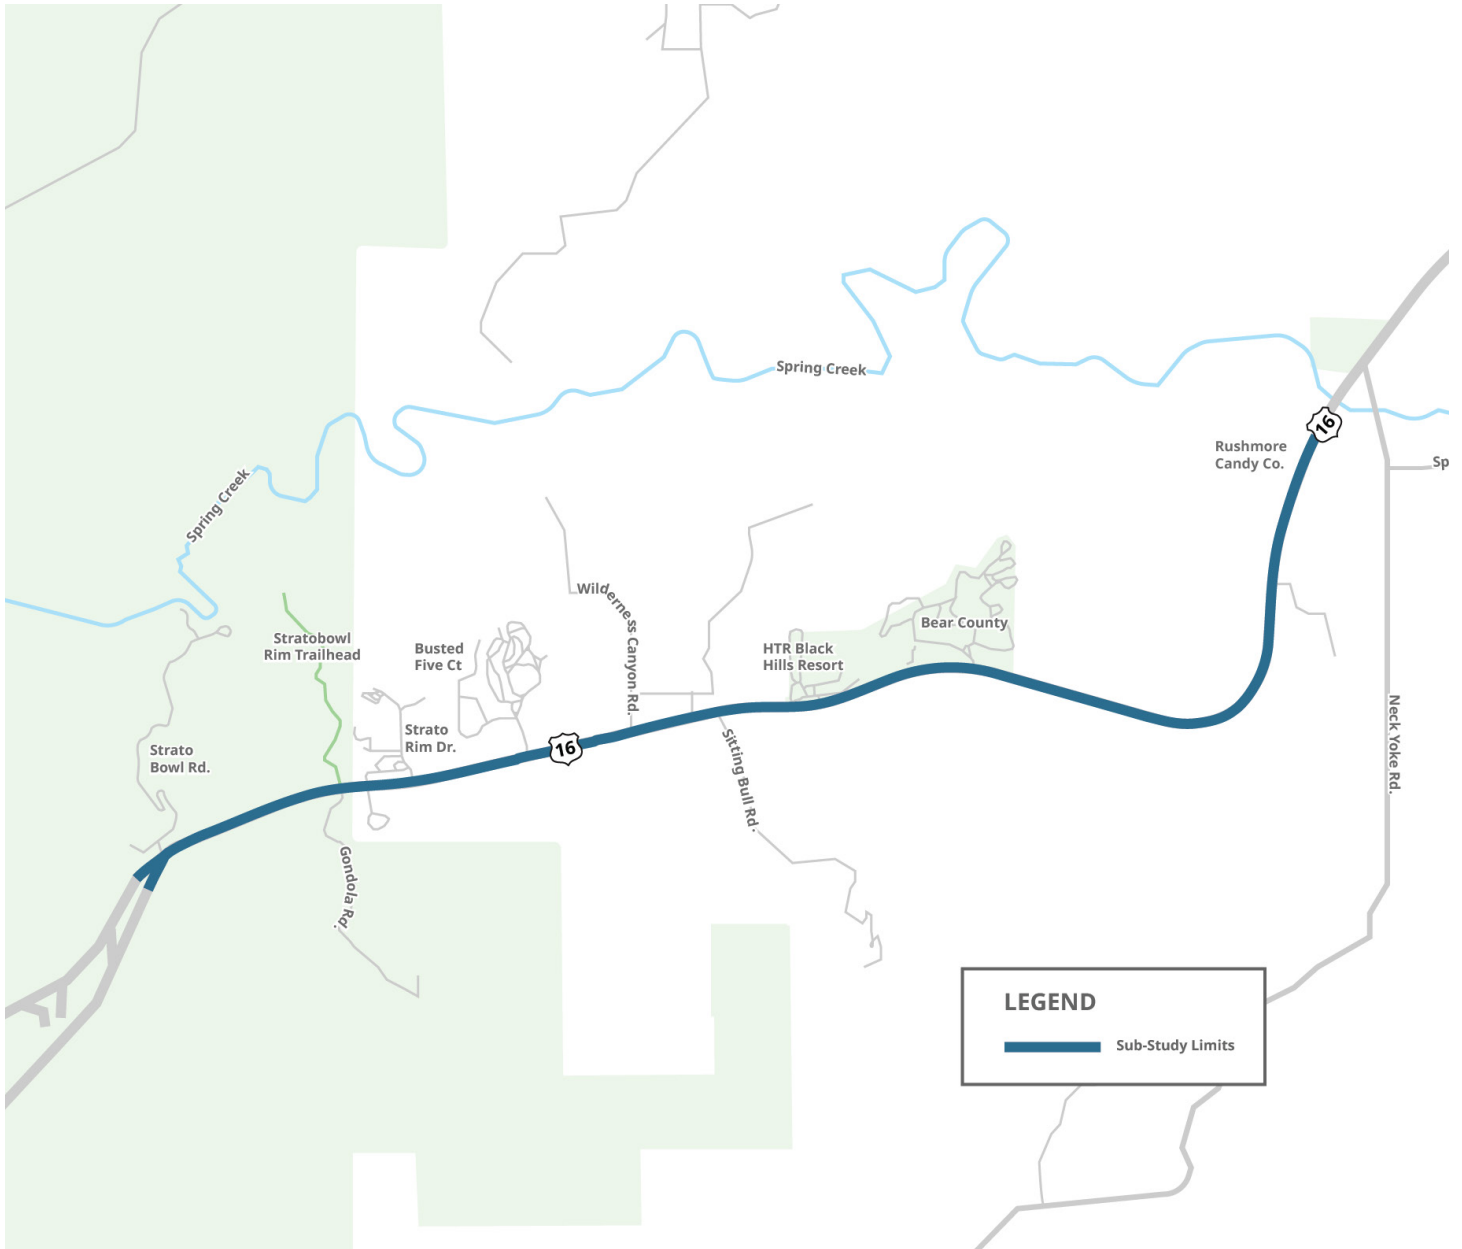 Spring Creek
16
Rushmore
Candy Co.
Sp
Spring Creek
Wilderness Canyon Rd.
Bear County
Stratobowl
Rim Trailhead
Busted
Five Ct
HTR Black
Hills Resort
Strato
Rim Dr.
16
Strato
Bowl Rd.
Sitting Bull Rd.
Neck Yoke Rd.
Gondola Rd.
LEGEND
Sub-Study Limits